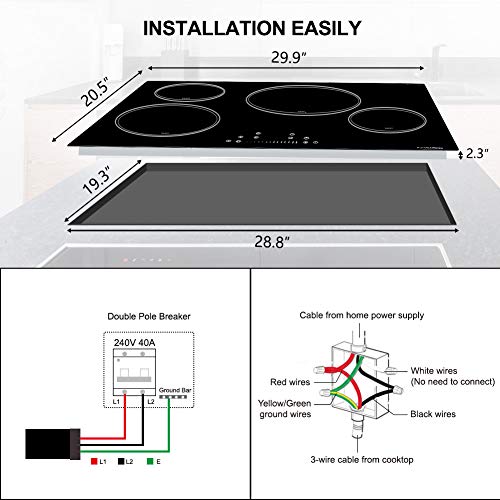 INSTALLATION EASILY
29.9"
20.5"
2.3"
19.3"
28.8"
Double Pole Breaker
240V 40A
Ground Bar
L1 L2
L1 L2 E
Cable from home power supply
Red wires
White wires
(No need to connect)
Yellow/Green
ground wires
Black wires
3-wire cable from cooktop